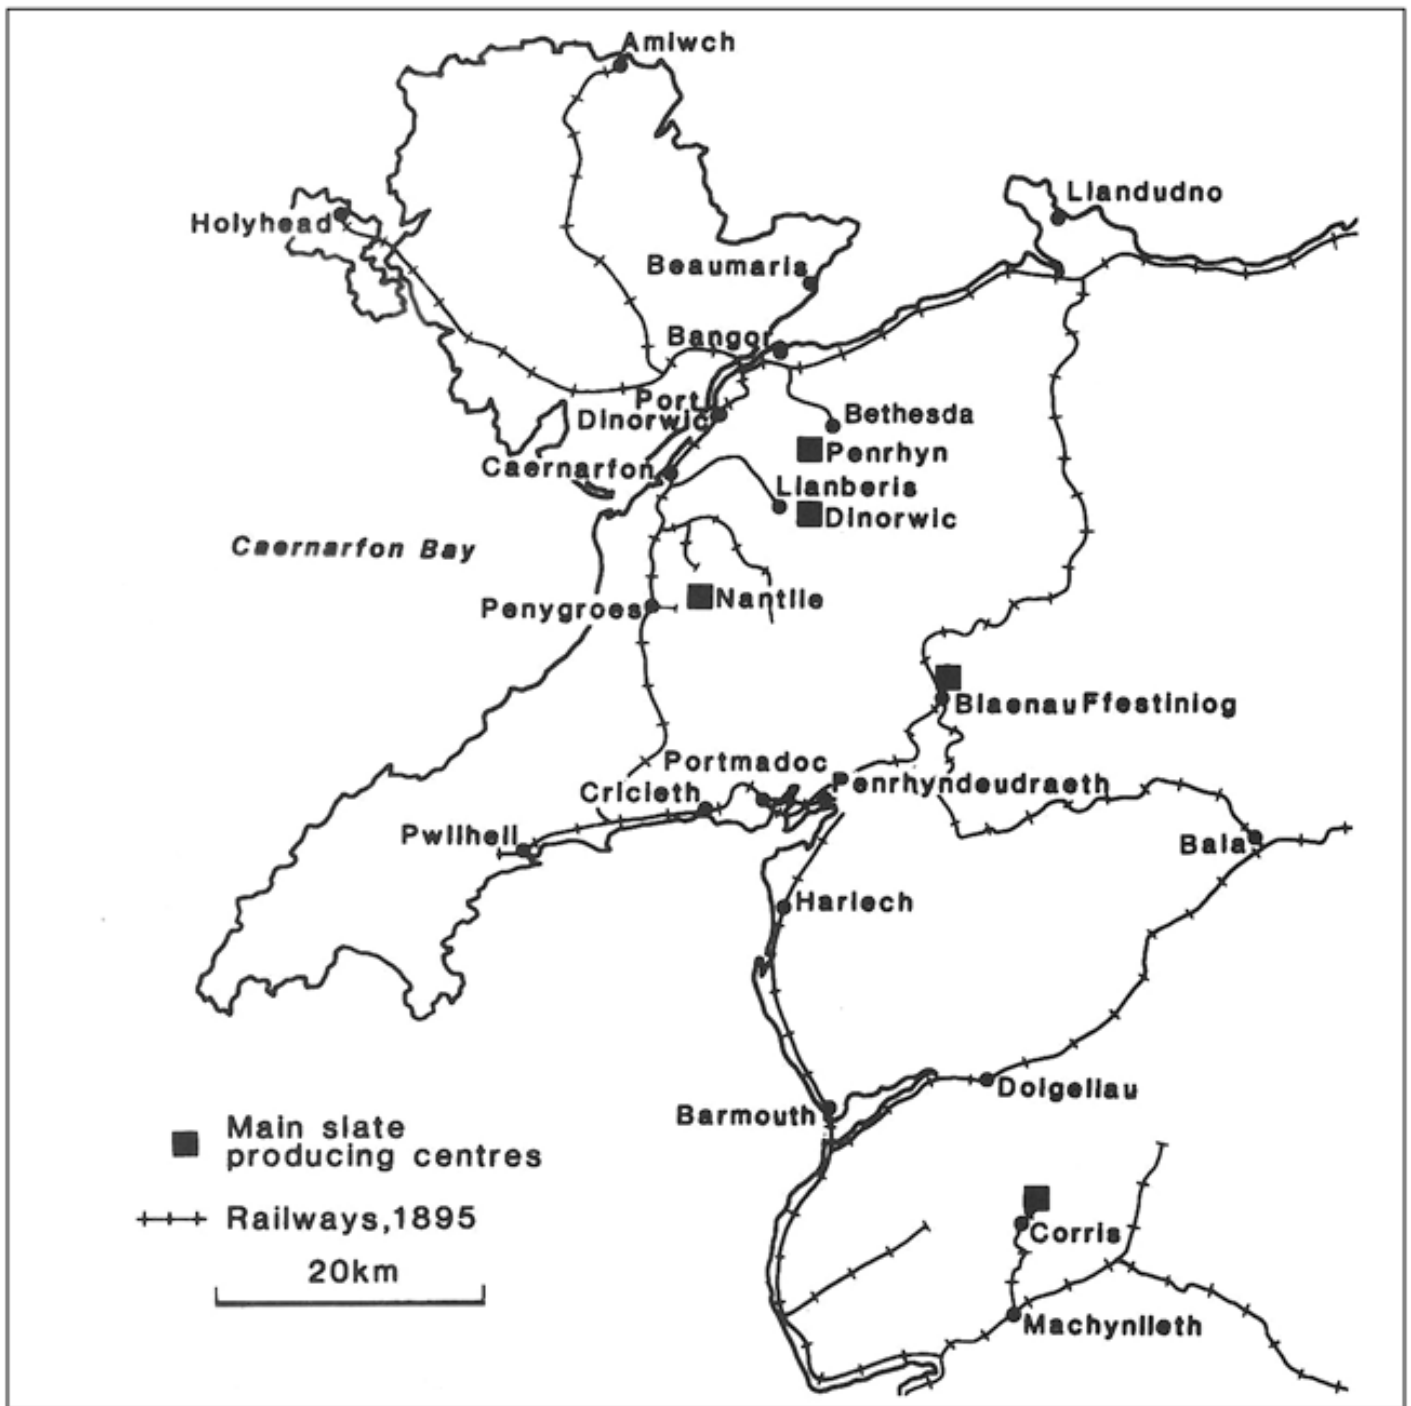 Amlwch
Llandudno
Holyhead
Beaumaris
Bangor
Port
Dinorwic
Bethesda
Penrhyn
Caernarfon
Llanberis
Dinorwic
Caernarfon Bay
Nantlle
Penygroes
Blaenau Ffestiniog
Portmadoc
Penrhyndeudraeth
Cricieth
Pwllheli
Bala
Harlech
Dolgellau
Barmouth
Main slate
producing centres
Railways,1895
Corris
20km
Machynlleth